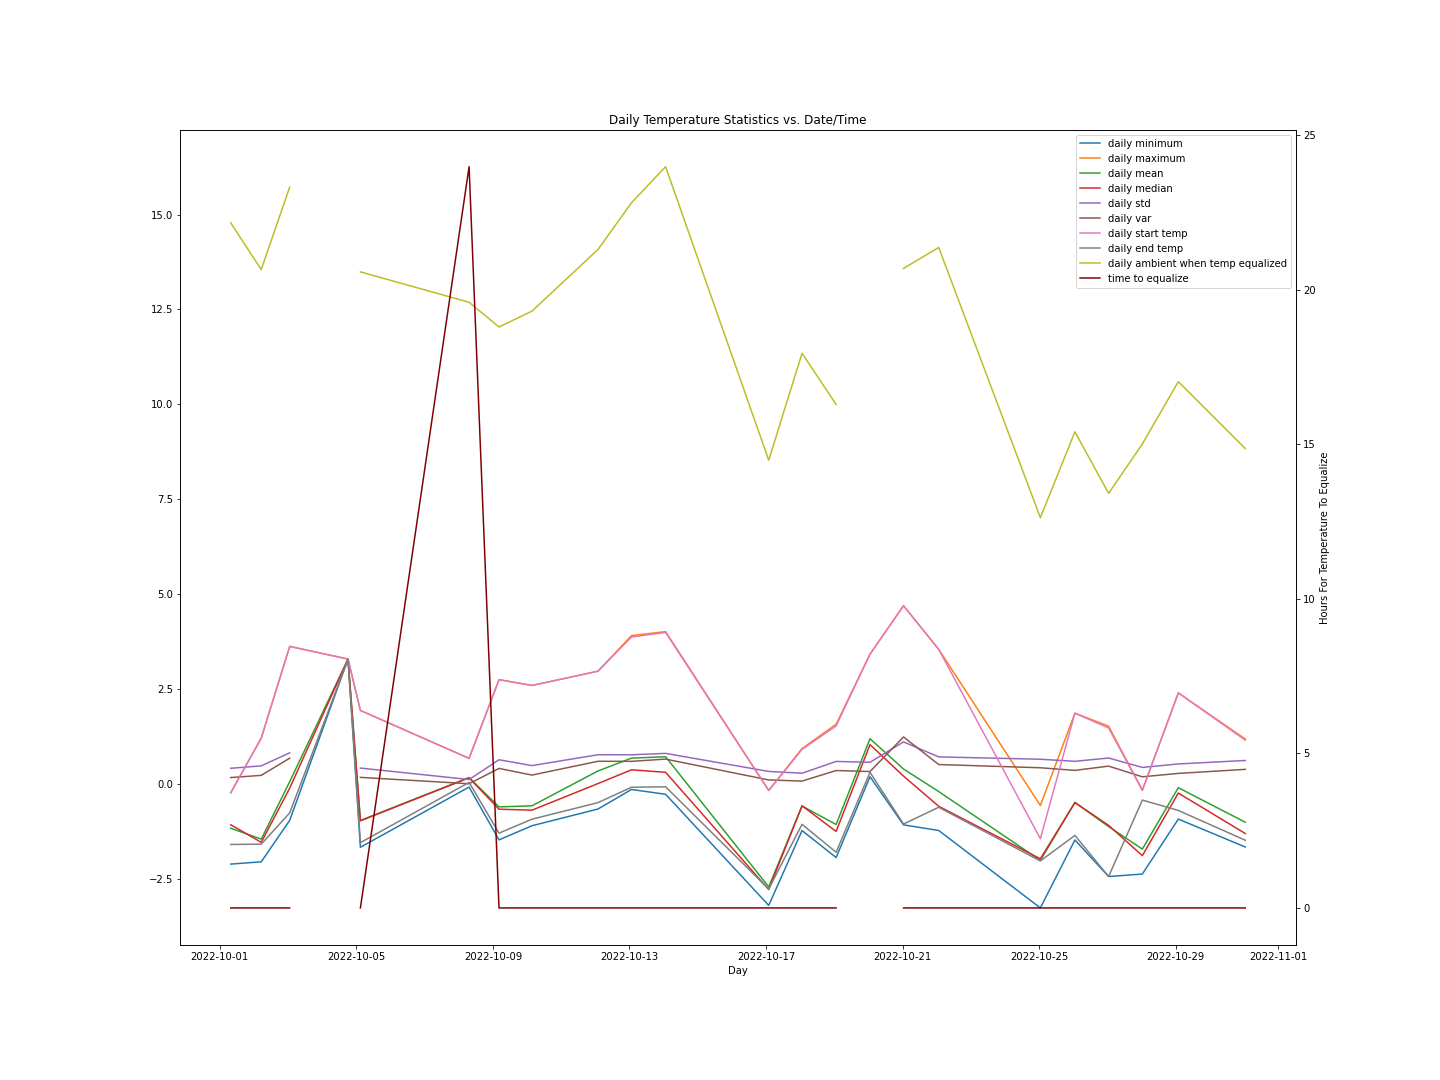 Daily Temperature Statistics vs. Date/Time
daily minimum
daily maximum
daily mean
daily median
daily std
daily var
daily start temp
daily end temp
daily ambient when temp equalized
time to equalize
15.0
12.5
10.0
7.5
5.0
2.5
0.0
−2.5
25
20
15
10
5
0
Hours For Temperature To Equalize
2022-10-01
2022-10-05
2022-10-09
2022-10-13
2022-10-17
2022-10-21
2022-10-25
2022-10-29
2022-11-01
Day